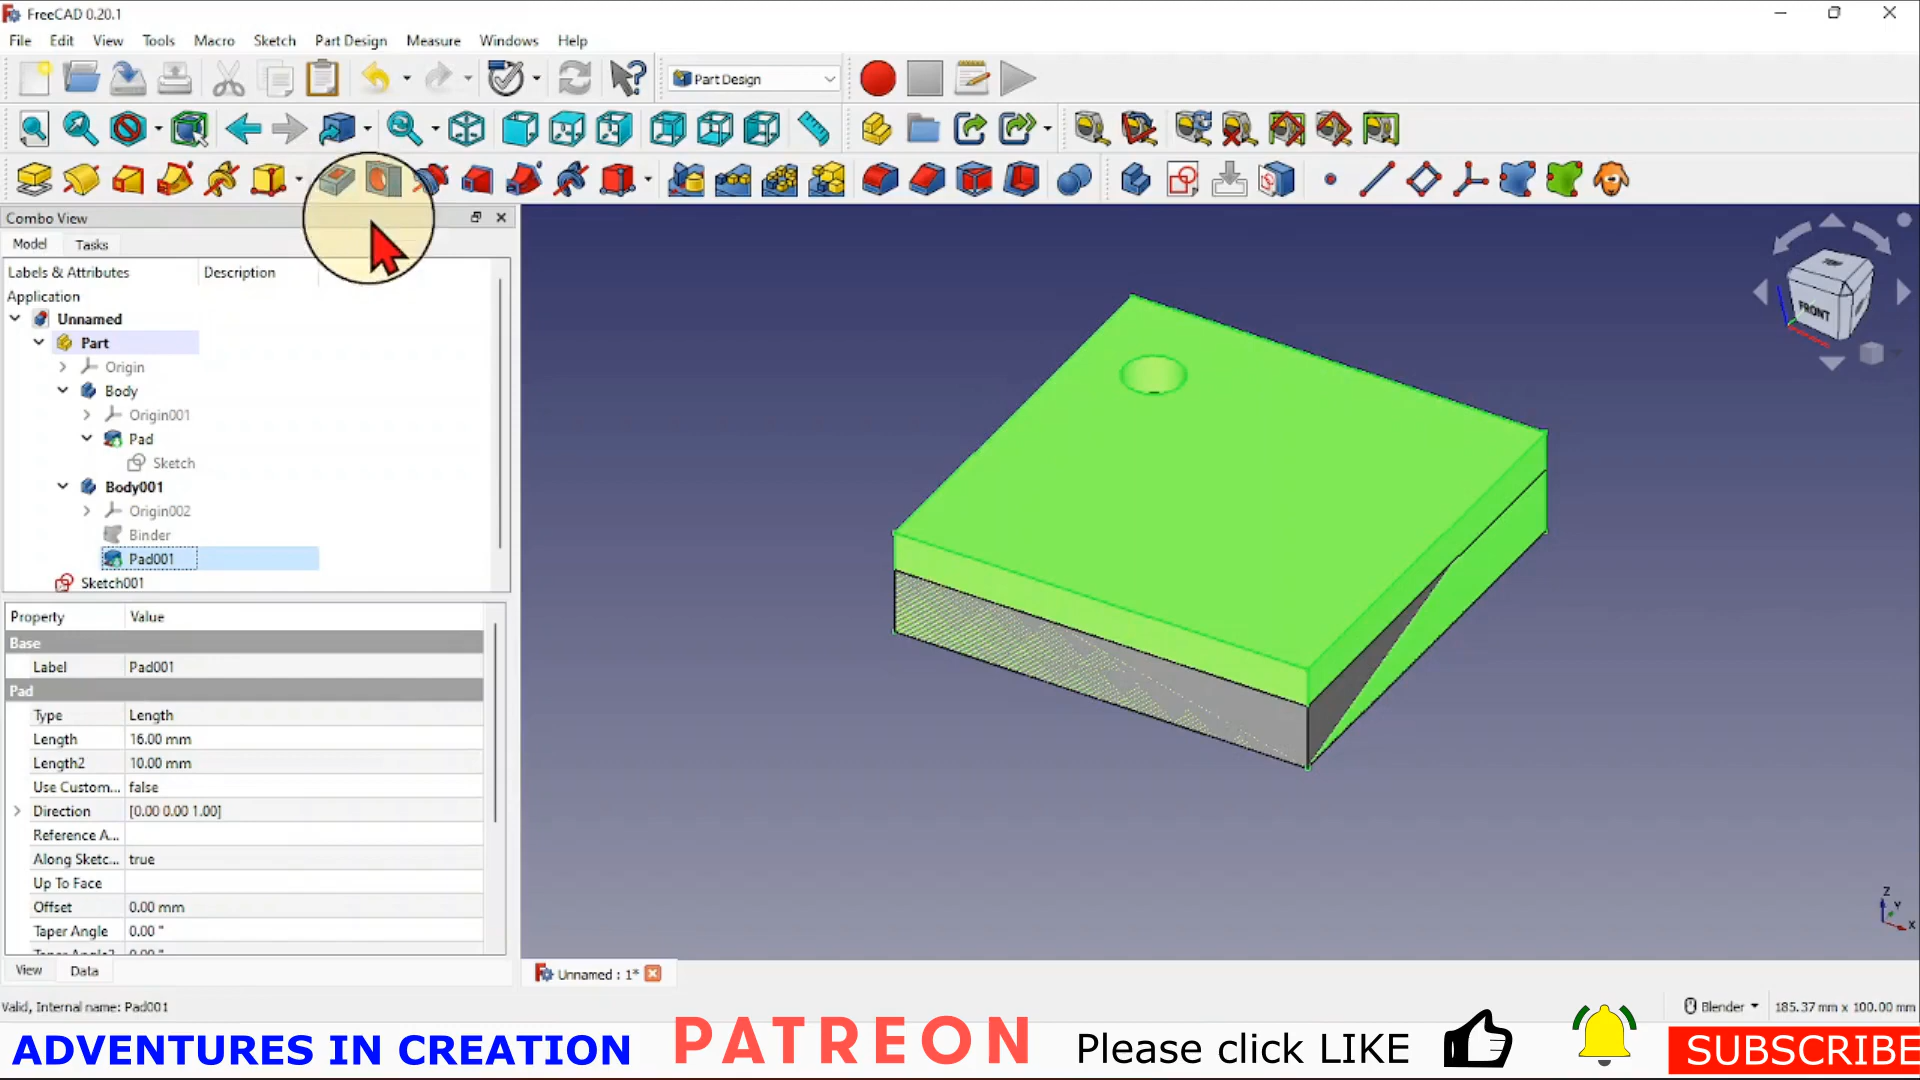 FreeCAD 0.20.1
File Edit View Tools Macro Sketch Part Design Measure Windows Help
Part Design
Combo View
Model Tasks
Labels & Attributes Description
Application
Unnamed
Part
Origin
Body
Origin001
Pad
Sketch
Body001
Origin002
Binder
Pad001
Sketch001
Property Value
Base
Label Pad001
Pad
Type Length
Length 16.00 mm
Length2 10.00 mm
Use Custom... false
Direction [0.00 0.00 1.00]
Reference A...
Along Sketc... true
Up To Face
Offset 0.00 mm
Taper Angle 0.00 °
View Data
TOP
FRONT
Z
Y
X
Unnamed : 1*
Valid, Internal name: Pad001
Blender 185.37 mm x 100.00 mm
ADVENTURES IN CREATION PATREON Please click LIKE SUBSCRIBE